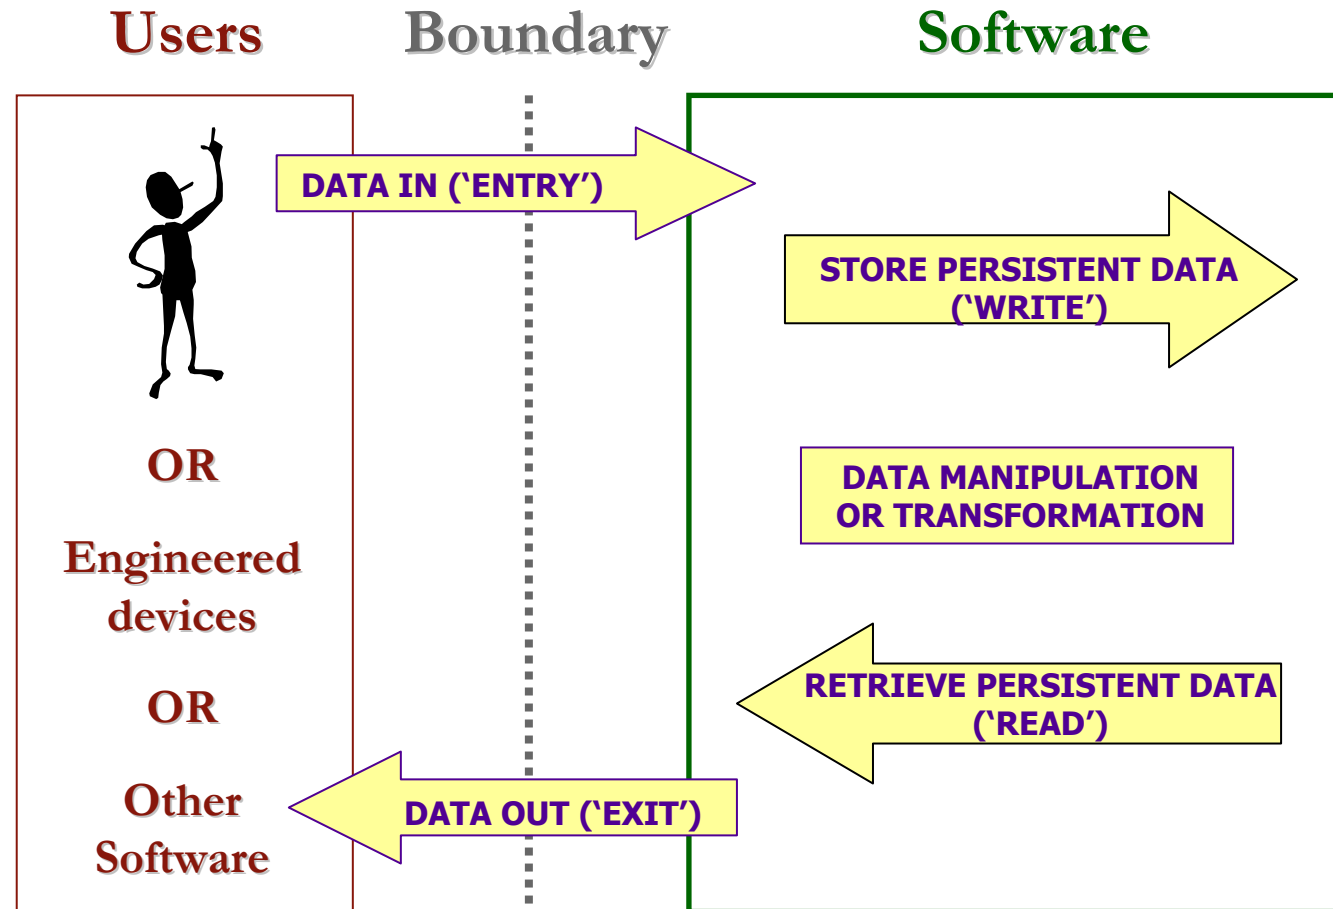 Users
Boundary
Software
DATA IN (‘ENTRY’)
STORE PERSISTENT DATA
(‘WRITE’)
OR
DATA MANIPULATION
OR TRANSFORMATION
Engineered
devices
OR
RETRIEVE PERSISTENT DATA
(‘READ’)
Other
Software
DATA OUT (‘EXIT’)